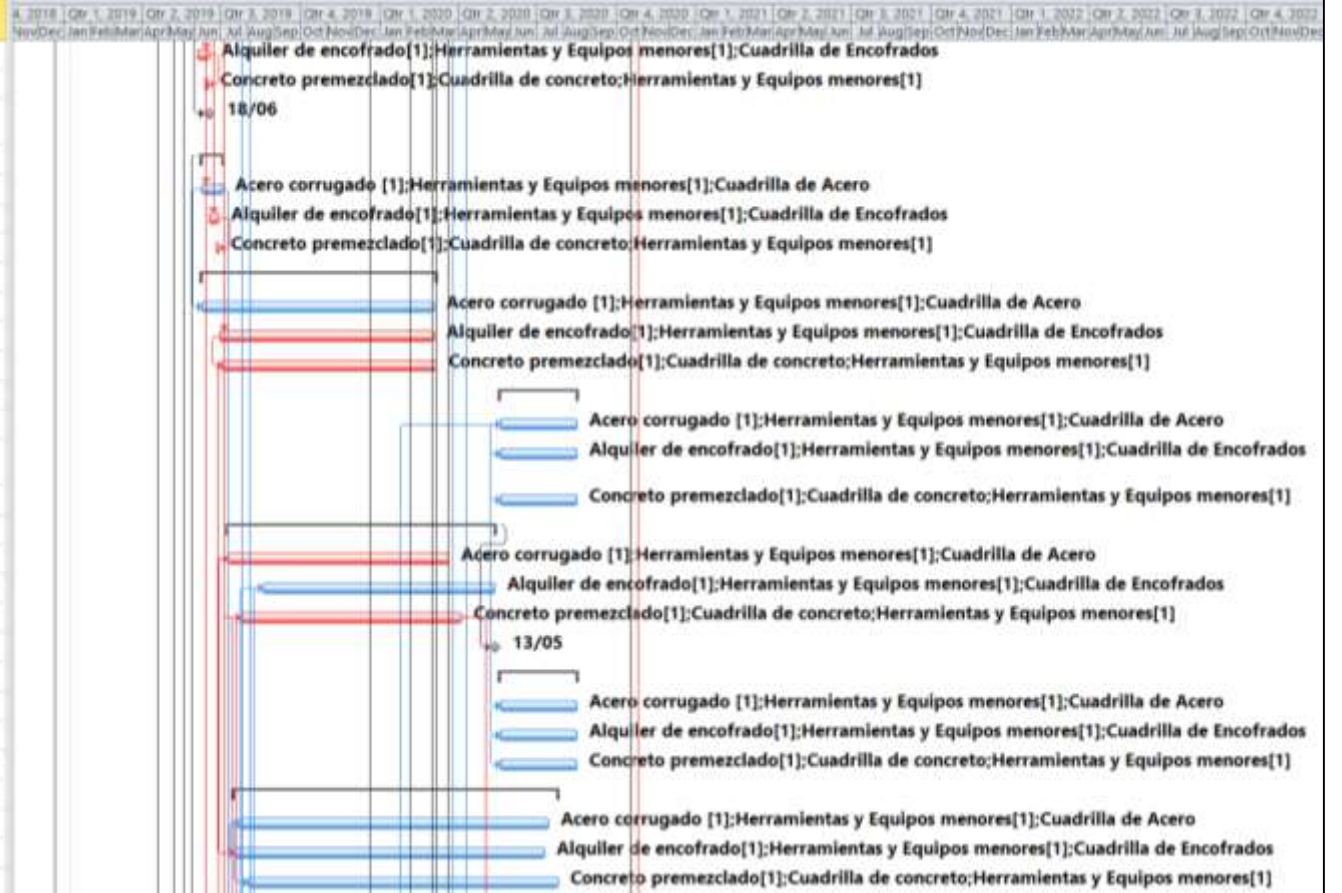 4, 2018 Qtr 1, 2019 Qtr 2, 2019 Qtr 3, 2019 Qtr 4, 2019 Qtr 1, 2020 Qtr 2, 2020 Qtr 3, 2020 Qtr 4, 2020 Qtr 1, 2021 Qtr 2, 2021 Qtr 3, 2021 Qtr 4, 2021 Qtr 1, 2022 Qtr 2, 2022 Qtr 3, 2022 Qtr 4, 2022
Nov Dec Jan Feb Mar Apr May Jun Jul Aug Sep Oct Nov Dec Jan Feb Mar Apr May Jun Jul Aug Sep Oct Nov Dec Jan Feb Mar Apr May Jun Jul Aug Sep Oct Nov Dec Jan Feb Mar Apr May Jun Jul Aug Sep Oct Nov Dec
Alquiler de encofrado[1];Herramientas y Equipos menores[1];Cuadrilla de Encofrados
Concreto premezclado[1];Cuadrilla de concreto;Herramientas y Equipos menores[1]
18/06
Acero corrugado [1];Herramientas y Equipos menores[1];Cuadrilla de Acero
Alquiler de encofrado[1];Herramientas y Equipos menores[1];Cuadrilla de Encofrados
Concreto premezclado[1];Cuadrilla de concreto;Herramientas y Equipos menores[1]
Acero corrugado [1];Herramientas y Equipos menores[1];Cuadrilla de Acero
Alquiler de encofrado[1];Herramientas y Equipos menores[1];Cuadrilla de Encofrados
Concreto premezclado[1];Cuadrilla de concreto;Herramientas y Equipos menores[1]
Acero corrugado [1];Herramientas y Equipos menores[1];Cuadrilla de Acero
Alquiler de encofrado[1];Herramientas y Equipos menores[1];Cuadrilla de Encofrados
Concreto premezclado[1];Cuadrilla de concreto;Herramientas y Equipos menores[1]
Acero corrugado [1];Herramientas y Equipos menores[1];Cuadrilla de Acero
Alquiler de encofrado[1];Herramientas y Equipos menores[1];Cuadrilla de Encofrados
Concreto premezclado[1];Cuadrilla de concreto;Herramientas y Equipos menores[1]
13/05
Acero corrugado [1];Herramientas y Equipos menores[1];Cuadrilla de Acero
Alquiler de encofrado[1];Herramientas y Equipos menores[1];Cuadrilla de Encofrados
Concreto premezclado[1];Cuadrilla de concreto;Herramientas y Equipos menores[1]
Acero corrugado [1];Herramientas y Equipos menores[1];Cuadrilla de Acero
Alquiler de encofrado[1];Herramientas y Equipos menores[1];Cuadrilla de Encofrados
Concreto premezclado[1];Cuadrilla de concreto;Herramientas y Equipos menores[1]